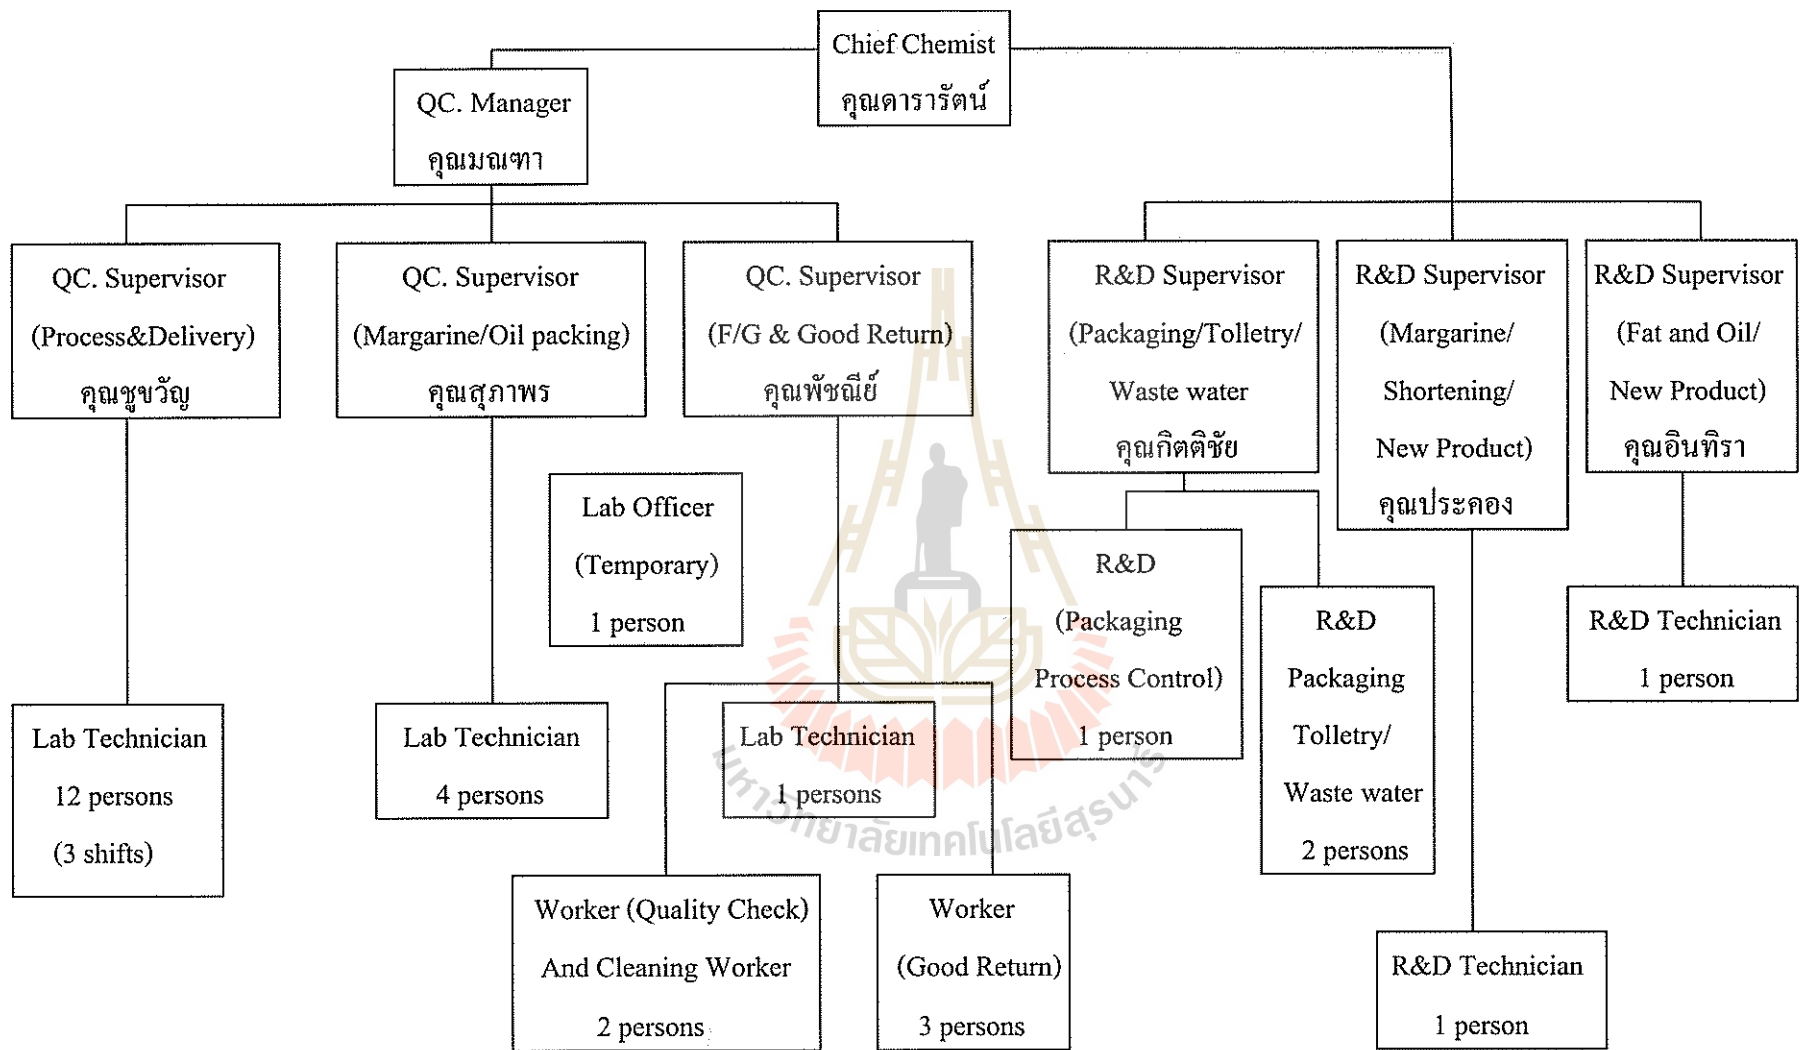 Chief Chemist
คุณดารารัตน์
QC. Manager
คุณมณฑา
QC. Supervisor
(Process&Delivery)
คุณชูขวัญ
QC. Supervisor
(Margarine/Oil packing)
คุณสุภาพร
QC. Supervisor
(F/G & Good Return)
คุณพัชณีย์
R&D Supervisor
(Packaging/Tolletry/
Waste water
คุณกิตติชัย
R&D Supervisor
(Margarine/
Shortening/
New Product)
คุณประคอง
R&D Supervisor
(Fat and Oil/
New Product)
คุณอินทิรา
Lab Officer
(Temporary)
1 person
R&D
(Packaging
Process Control)
1 person
R&D
Packaging
Tolletry/
Waste water
2 persons
R&D Technician
1 person
Lab Technician
12 persons
(3 shifts)
Lab Technician
4 persons
Lab Technician
1 persons
Worker (Quality Check)
And Cleaning Worker
2 persons
Worker
(Good Return)
3 persons
R&D Technician
1 person
มหาวิทยาลัยเทคโนโลยีสุรนารี